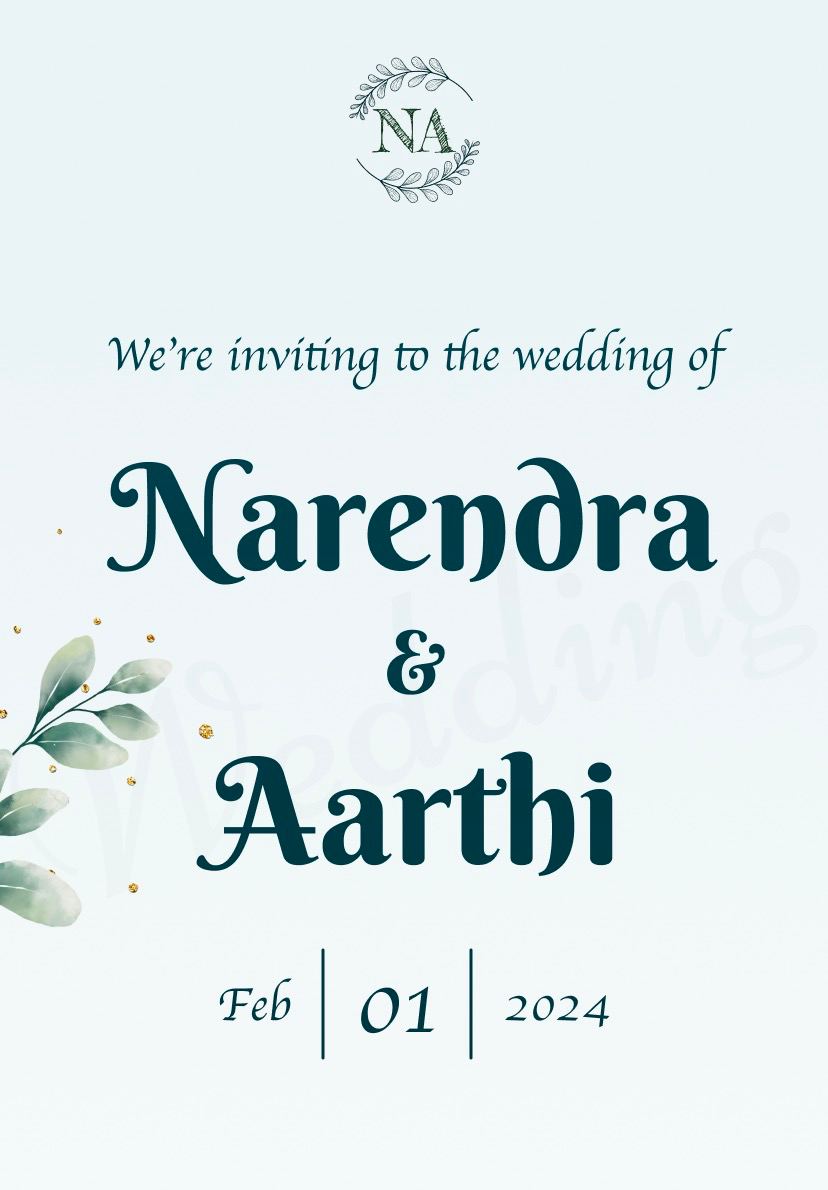 NA
We're inviting to the wedding of
Narendra
&
Aarthi
Wedding
Feb | 01 | 2024